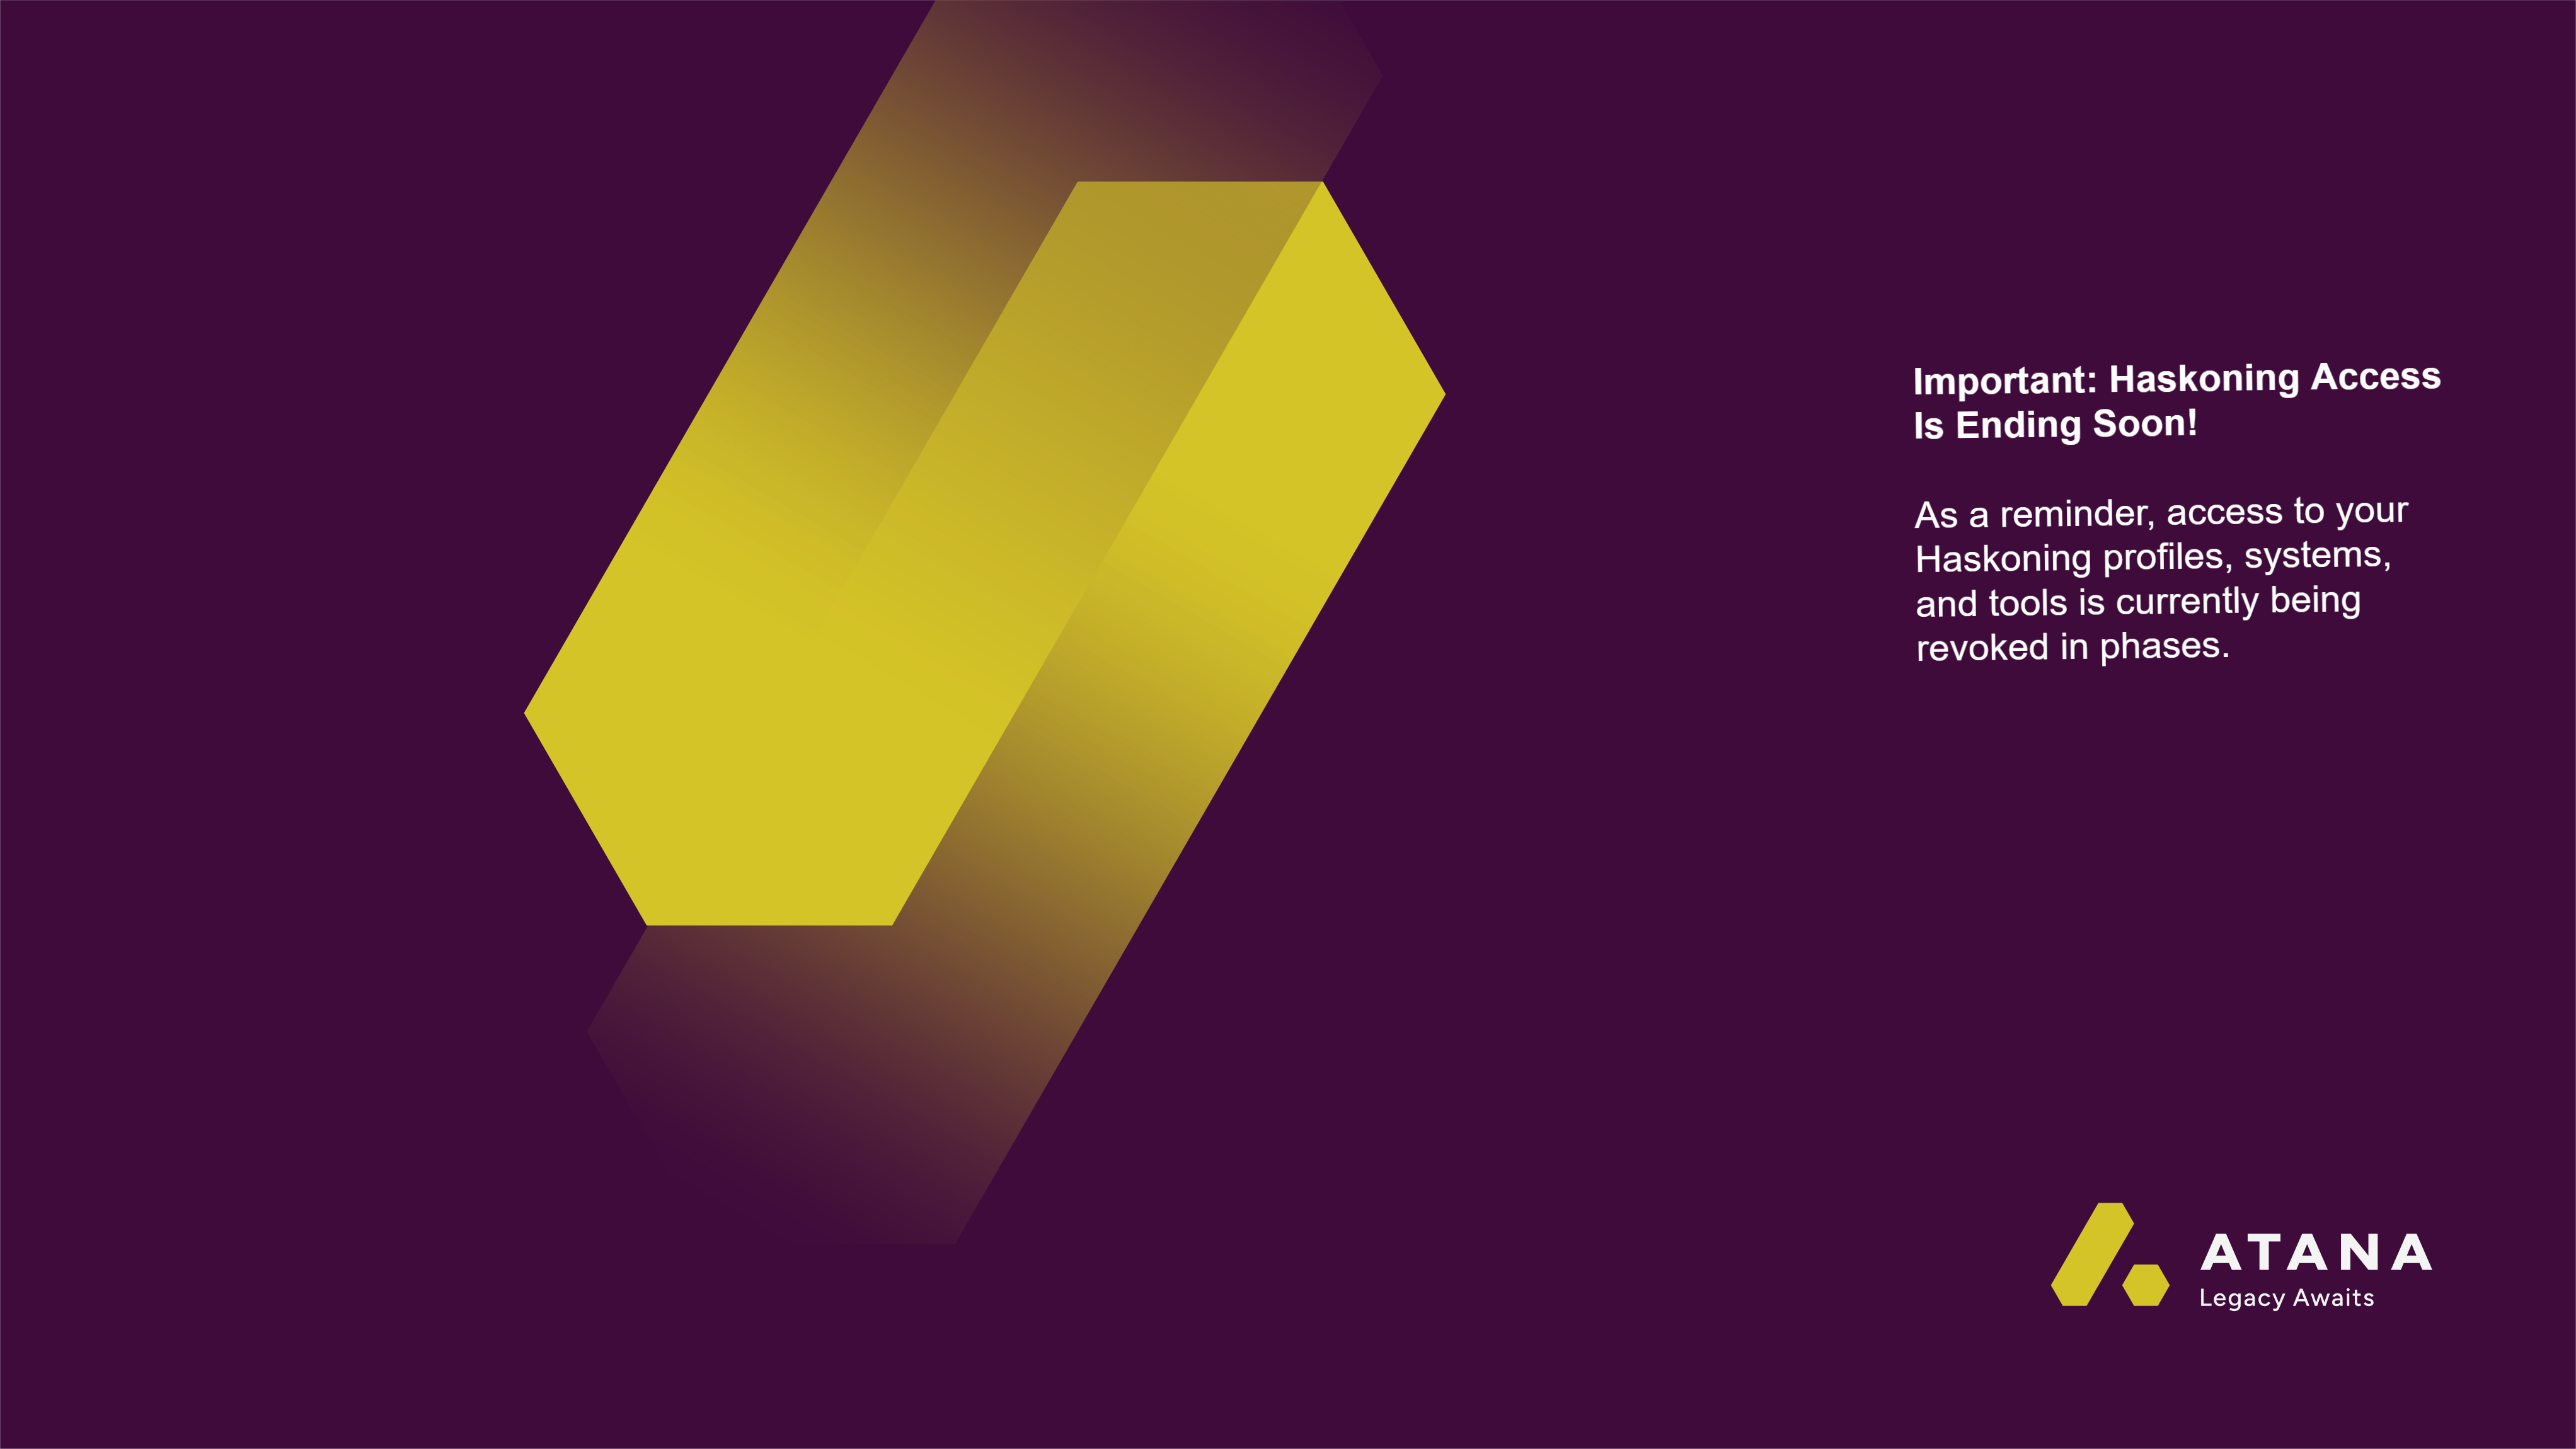 Important: Haskoning Access
Is Ending Soon!
As a reminder, access to your
Haskoning profiles, systems,
and tools is currently being
revoked in phases.
ATANA
Legacy Awaits